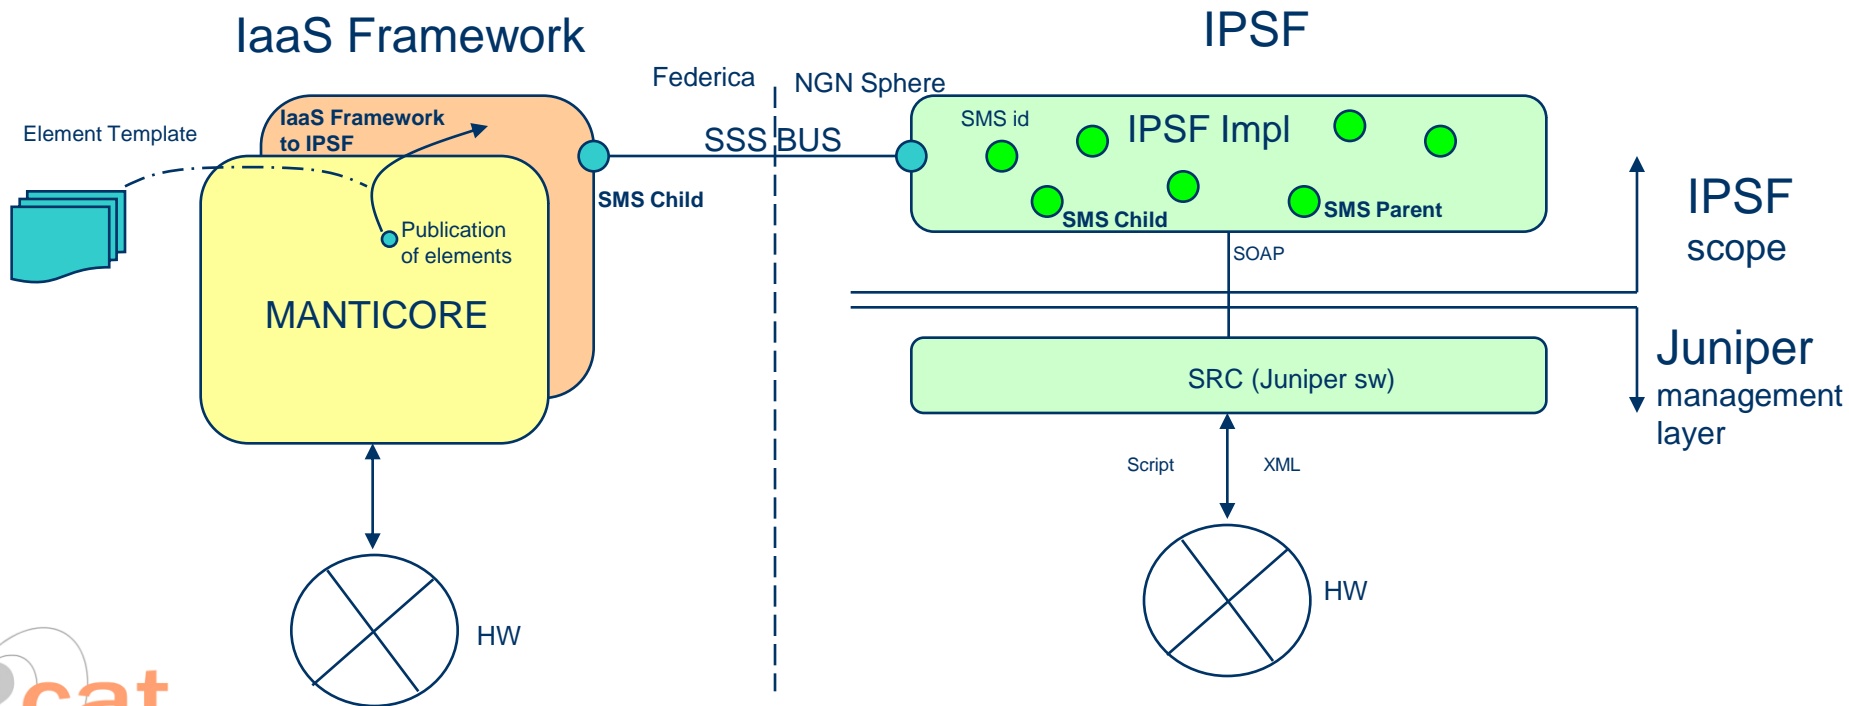 IaaS Framework
IPSF
Federica
NGN Sphere
Element Template
IaaS Framework
to IPSF
SSS BUS
SMS id
IPSF Impl
SMS Child
SMS Child
SMS Parent
IPSF
scope
Publication
of elements
SOAP
MANTICORE
Juniper
management
layer
SRC (Juniper sw)
Script
XML
HW
HW
cat